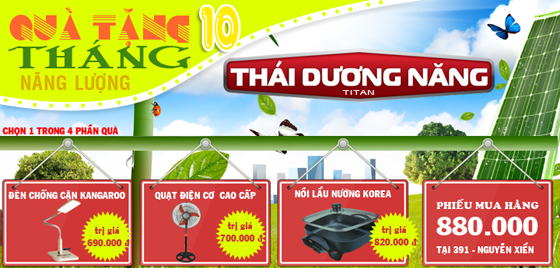 QUÀ TẶNG
THÁNG 10
NĂNG LƯỢNG
THÁI DƯƠNG NĂNG
TITAN
CHỌN 1 TRONG 4 PHẦN QUÀ
ĐÈN CHỐNG CẬN KANGAROO
trị giá
690.000 đ
QUẠT ĐIỆN CƠ CAO CẤP
trị giá
700.000 đ
NỒI LẨU NƯỚNG KOREA
trị giá
820.000 đ
PHIẾU MUA HÀNG
880.000
TẠI 391 - NGUYỄN XIỂN